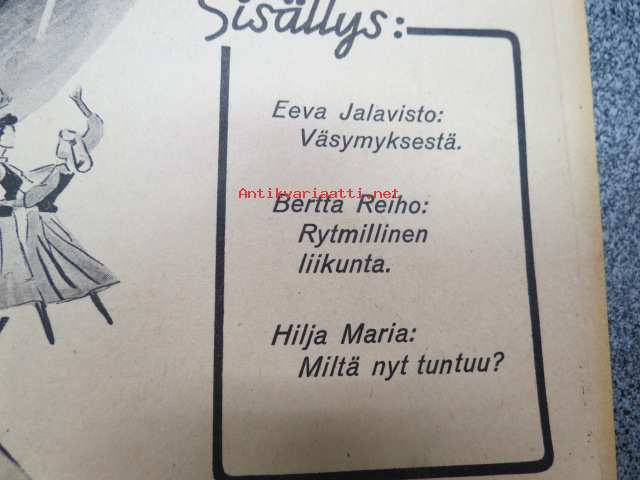 Sisällys:
Eeva Jalavisto:
Väsymyksestä.
Antikvariaatti.net
Bertta Reiho:
Rytmillinen
liikunta.
Hilja Maria:
Miltä nyt tuntuu?